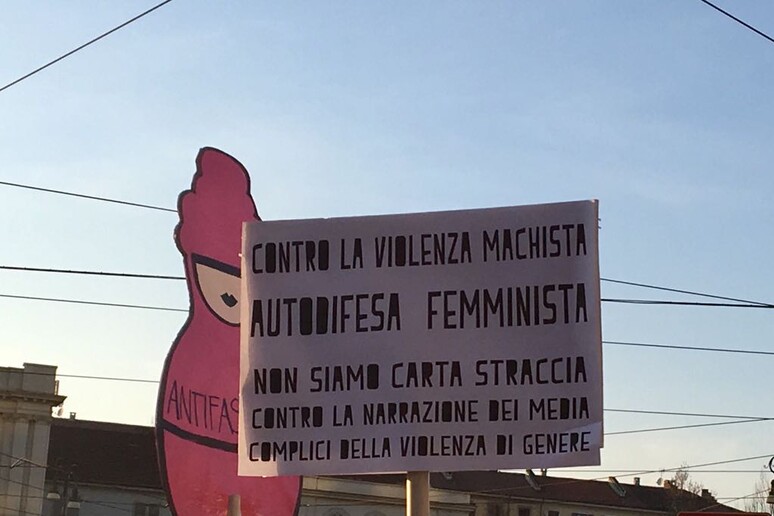 CONTRO LA VIOLENZA MACHISTA
AUTODIFESA FEMMINISTA
NON SIAMO CARTA STRACCIA
CONTRO LA NARRAZIONE DEI MEDIA
COMPLICI DELLA VIOLENZA DI GENERE
ANTIFAS